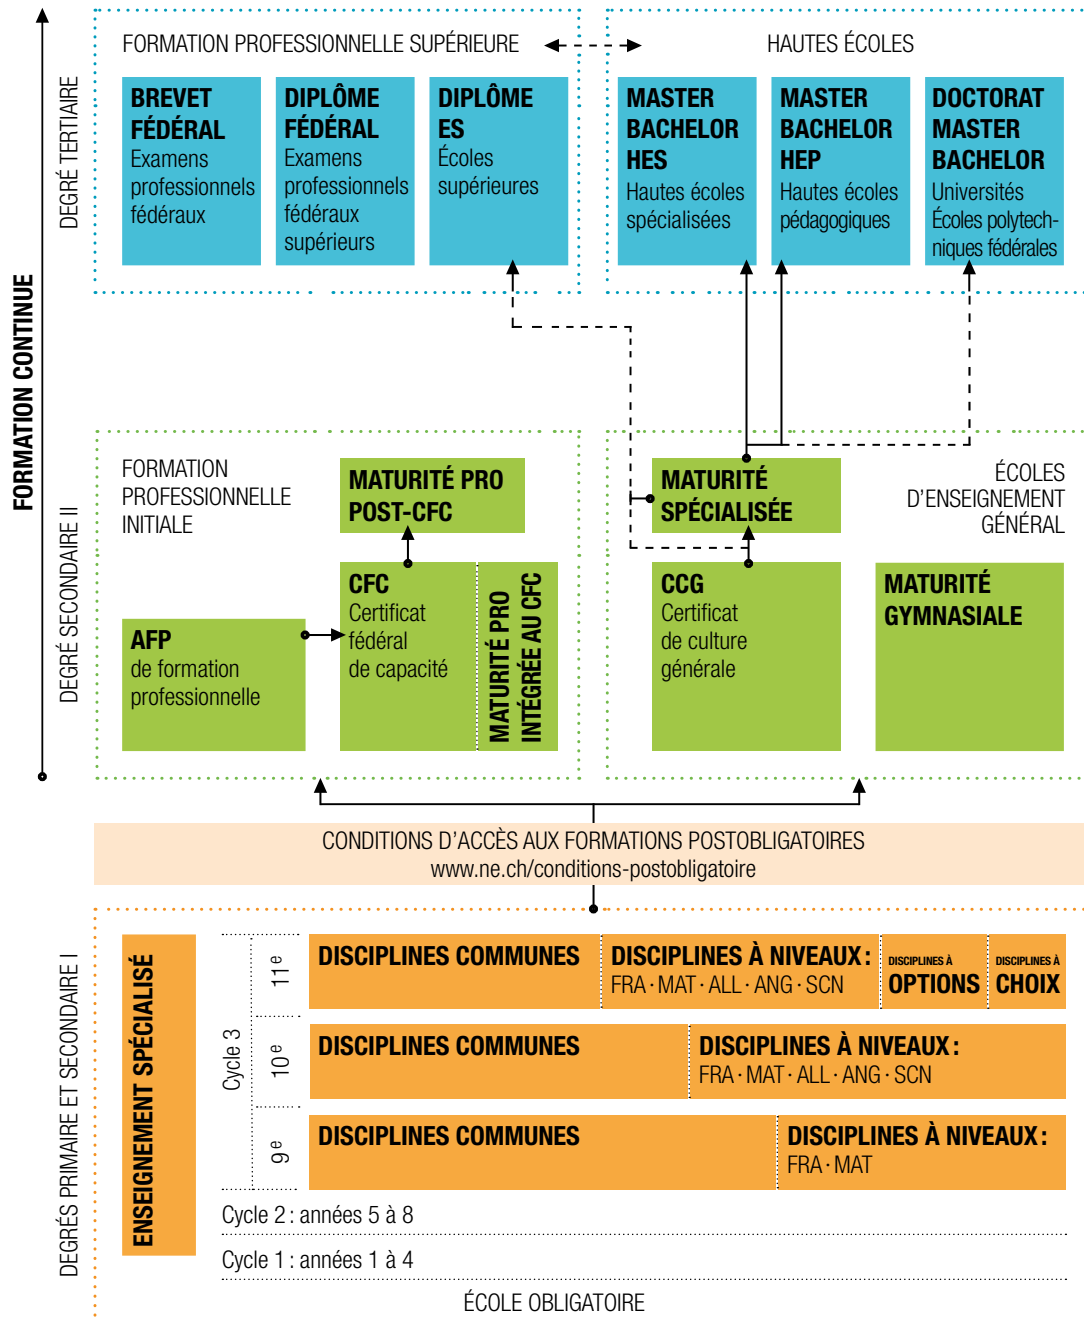 FORMATION CONTINUE
DEGRÉ TERTIAIRE
FORMATION PROFESSIONNELLE SUPÉRIEURE
BREVET
FÉDÉRAL
Examens
professionnels
fédéraux
DIPLÔME
FÉDÉRAL
Examens
professionnels
fédéraux
supérieurs
DIPLÔME
ES
Écoles
supérieures
HAUTES ÉCOLES
MASTER
BACHELOR
HES
Hautes écoles
spécialisées
MASTER
BACHELOR
HEP
Hautes écoles
pédagogiques
DOCTORAT
MASTER
BACHELOR
Universités
Écoles polytech-
niques fédérales
DEGRÉ SECONDAIRE II
FORMATION
PROFESSIONNELLE
INITIALE
MATURITÉ PRO
POST-CFC
AFP
de formation
professionnelle
CFC
Certificat
fédéral
de capacité
MATURITÉ PRO
INTÉGRÉE AU CFC
ÉCOLES
D'ENSEIGNEMENT
GÉNÉRAL
MATURITÉ
SPÉCIALISÉE
CCG
Certificat
de culture
générale
MATURITÉ
GYMNASIALE
CONDITIONS D'ACCÈS AUX FORMATIONS POSTOBLIGATOIRES
www.ne.ch/conditions-postobligatoire
DEGRÉS PRIMAIRE ET SECONDAIRE I
ENSEIGNEMENT SPÉCIALISÉ
Cycle 3
11e
DISCIPLINES COMMUNES
DISCIPLINES À NIVEAUX :
FRA · MAT · ALL · ANG · SCN
DISCIPLINES À
OPTIONS
DISCIPLINES À
CHOIX
10e
DISCIPLINES COMMUNES
DISCIPLINES À NIVEAUX :
FRA · MAT · ALL · ANG · SCN
9e
DISCIPLINES COMMUNES
DISCIPLINES À NIVEAUX :
FRA · MAT
Cycle 2 : années 5 à 8
Cycle 1 : années 1 à 4
ÉCOLE OBLIGATOIRE